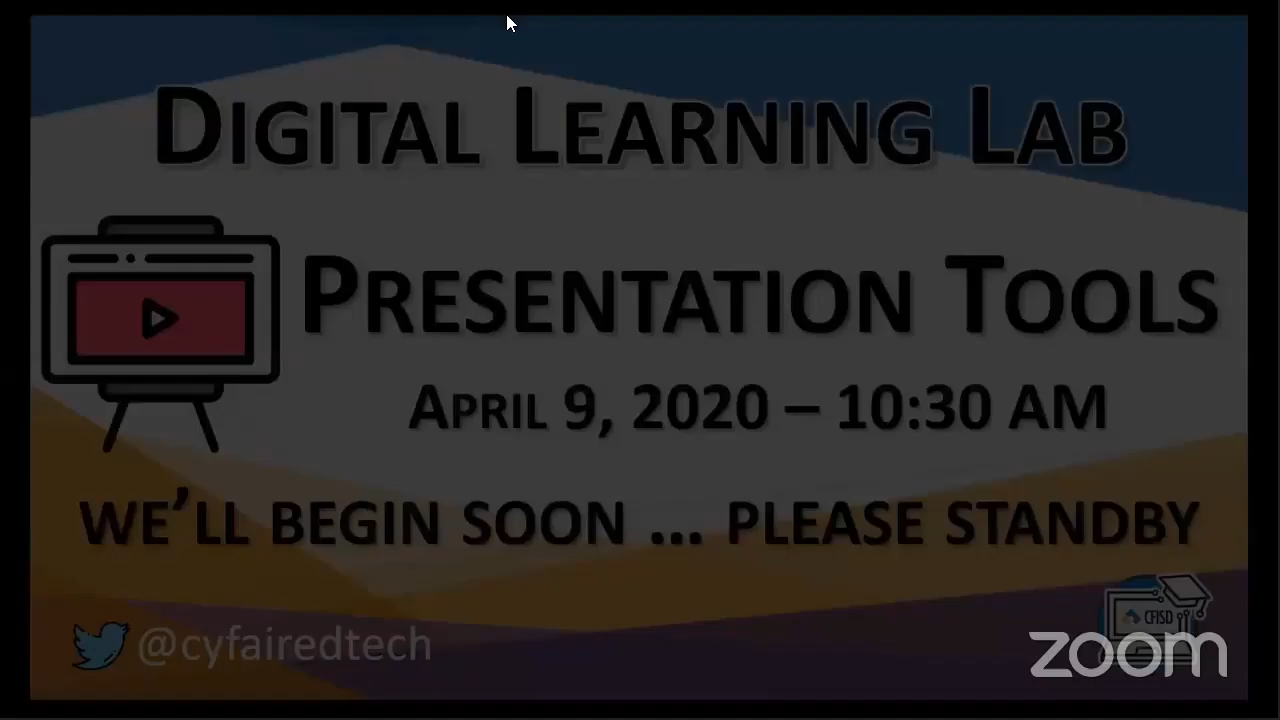 DIGITAL LEARNING LAB
PRESENTATION TOOLS
APRIL 9, 2020 – 10:30 AM
WE'LL BEGIN SOON ... PLEASE STANDBY
@cyfairedtech
CFISD
zoom